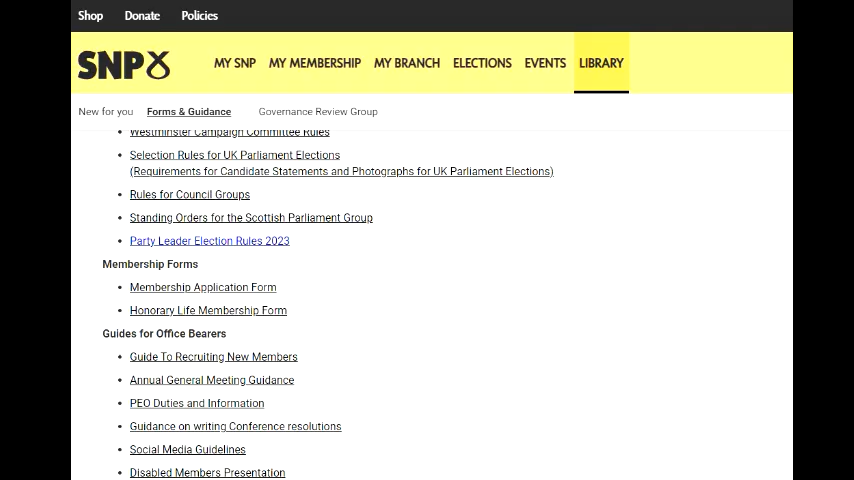 Shop Donate Policies
SNP MY SNP MY MEMBERSHIP MY BRANCH ELECTIONS EVENTS LIBRARY
New for you Forms & Guidance Governance Review Group
Westminster Campaign Committee Rules
Selection Rules for UK Parliament Elections
(Requirements for Candidate Statements and Photographs for UK Parliament Elections)
Rules for Council Groups
Standing Orders for the Scottish Parliament Group
Party Leader Election Rules 2023
Membership Forms
Membership Application Form
Honorary Life Membership Form
Guides for Office Bearers
Guide To Recruiting New Members
Annual General Meeting Guidance
PEO Duties and Information
Guidance on writing Conference resolutions
Social Media Guidelines
Disabled Members Presentation